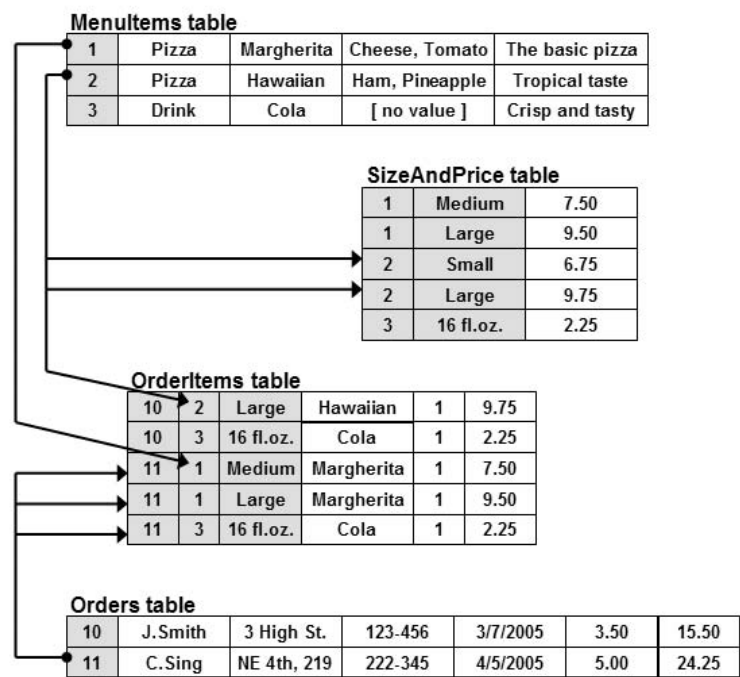 MenuItems table
1 Pizza Margherita Cheese, Tomato The basic pizza
2 Pizza Hawaiian Ham, Pineapple Tropical taste
3 Drink Cola [ no value ] Crisp and tasty
SizeAndPrice table
1 Medium 7.50
1 Large 9.50
2 Small 6.75
2 Large 9.75
3 16 fl.oz. 2.25
OrderItems table
10 2 Large Hawaiian 1 9.75
10 3 16 fl.oz. Cola 1 2.25
11 1 Medium Margherita 1 7.50
11 1 Large Margherita 1 9.50
11 3 16 fl.oz. Cola 1 2.25
Orders table
10 J.Smith 3 High St. 123-456 3/7/2005 3.50 15.50
11 C.Sing NE 4th, 219 222-345 4/5/2005 5.00 24.25